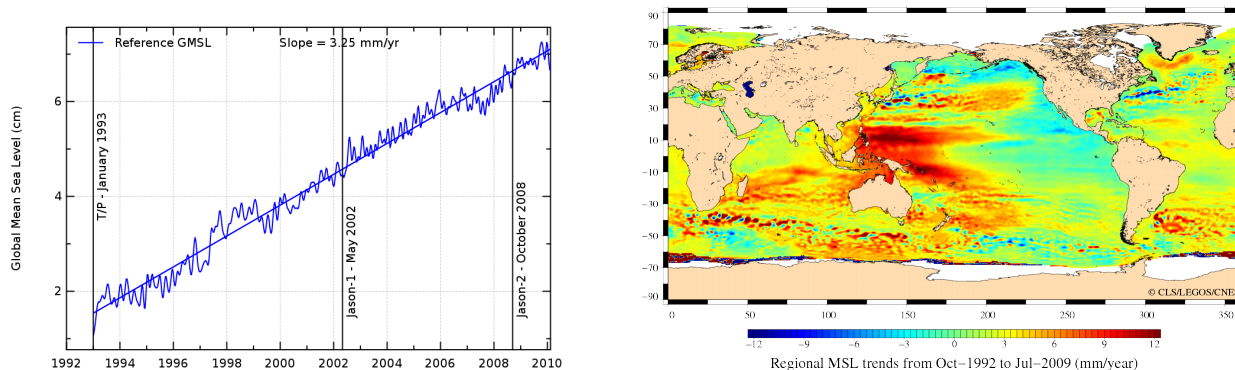 Reference GMSL
Slope = 3.25 mm/yr
Global Mean Sea Level (cm)
6
4
2
T/P - January 1993
Jason-1 - May 2002
Jason-2 - October 2008
1992 1994 1996 1998 2000 2002 2004 2006 2008 2010
90
70
50
30
10
−10
−30
−50
−70
−90
© CLS/LEGOS/CNE
0 50 100 150 200 250 300 350
−12 −9 −6 −3 0 3 6 9 12
Regional MSL trends from Oct−1992 to Jul−2009 (mm/year)